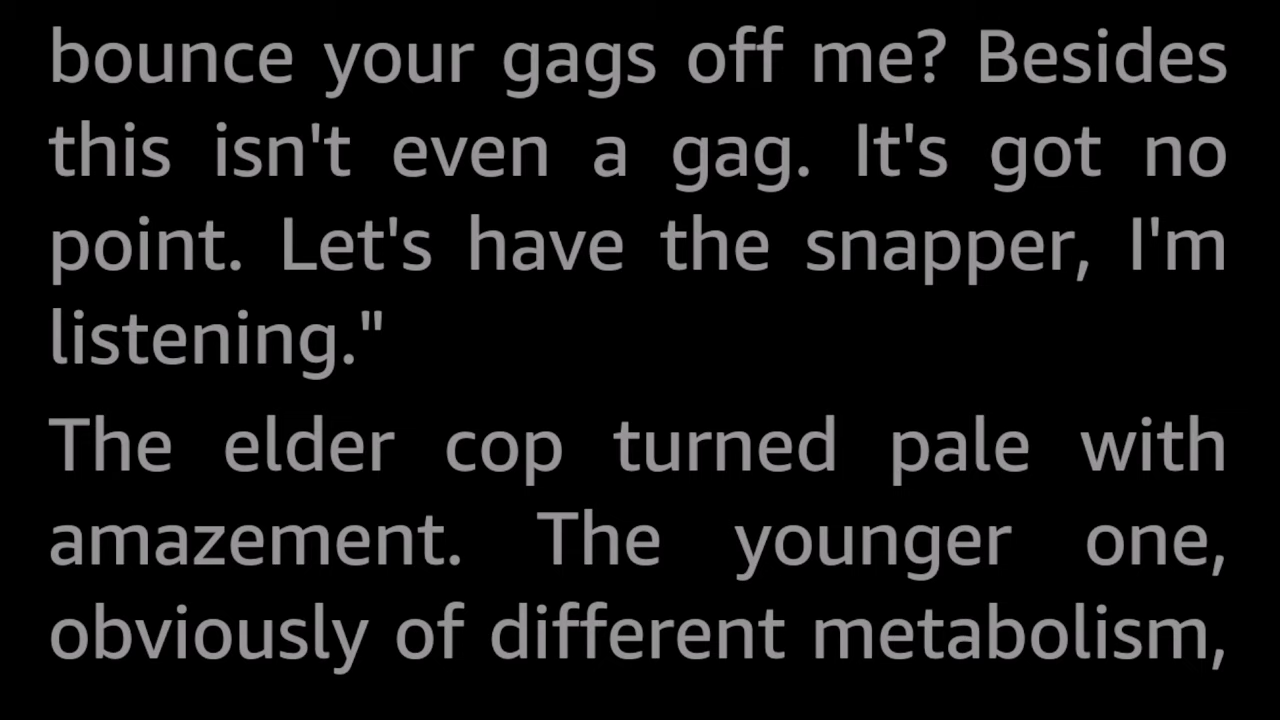 bounce your gags off me? Besides
this isn't even a gag. It's got no
point. Let's have the snapper, I'm
listening."
The elder cop turned pale with
amazement. The younger one,
obviously of different metabolism,